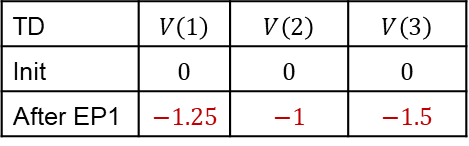 TD V(1) V(2) V(3)
Init 0 0 0
After EP1 −1.25 −1 −1.5